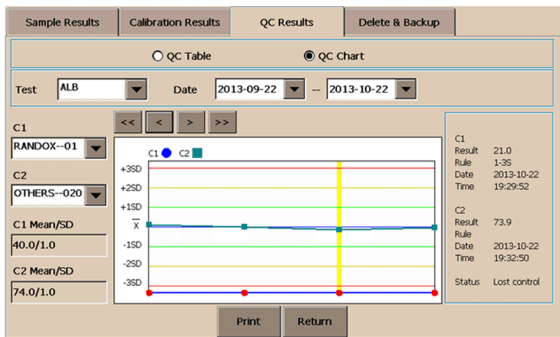 Sample Results Calibration Results QC Results Delete & Backup
QC Table QC Chart
Test ALB Date 2013-09-22 -- 2013-10-22
<< < > >>
C1
RANDOX--01
C2
OTHERS--020
C1 Mean/SD
40.0/1.0
C2 Mean/SD
74.0/1.0
C1 C2
+3SD
+2SD
+1SD
X
-1SD
-2SD
-3SD
C1
Result 21.0
Rule 1-3S
Date 2013-10-22
Time 19:29:52
C2
Result 73.9
Rule
Date 2013-10-22
Time 19:32:50
Status Lost control
Print Return